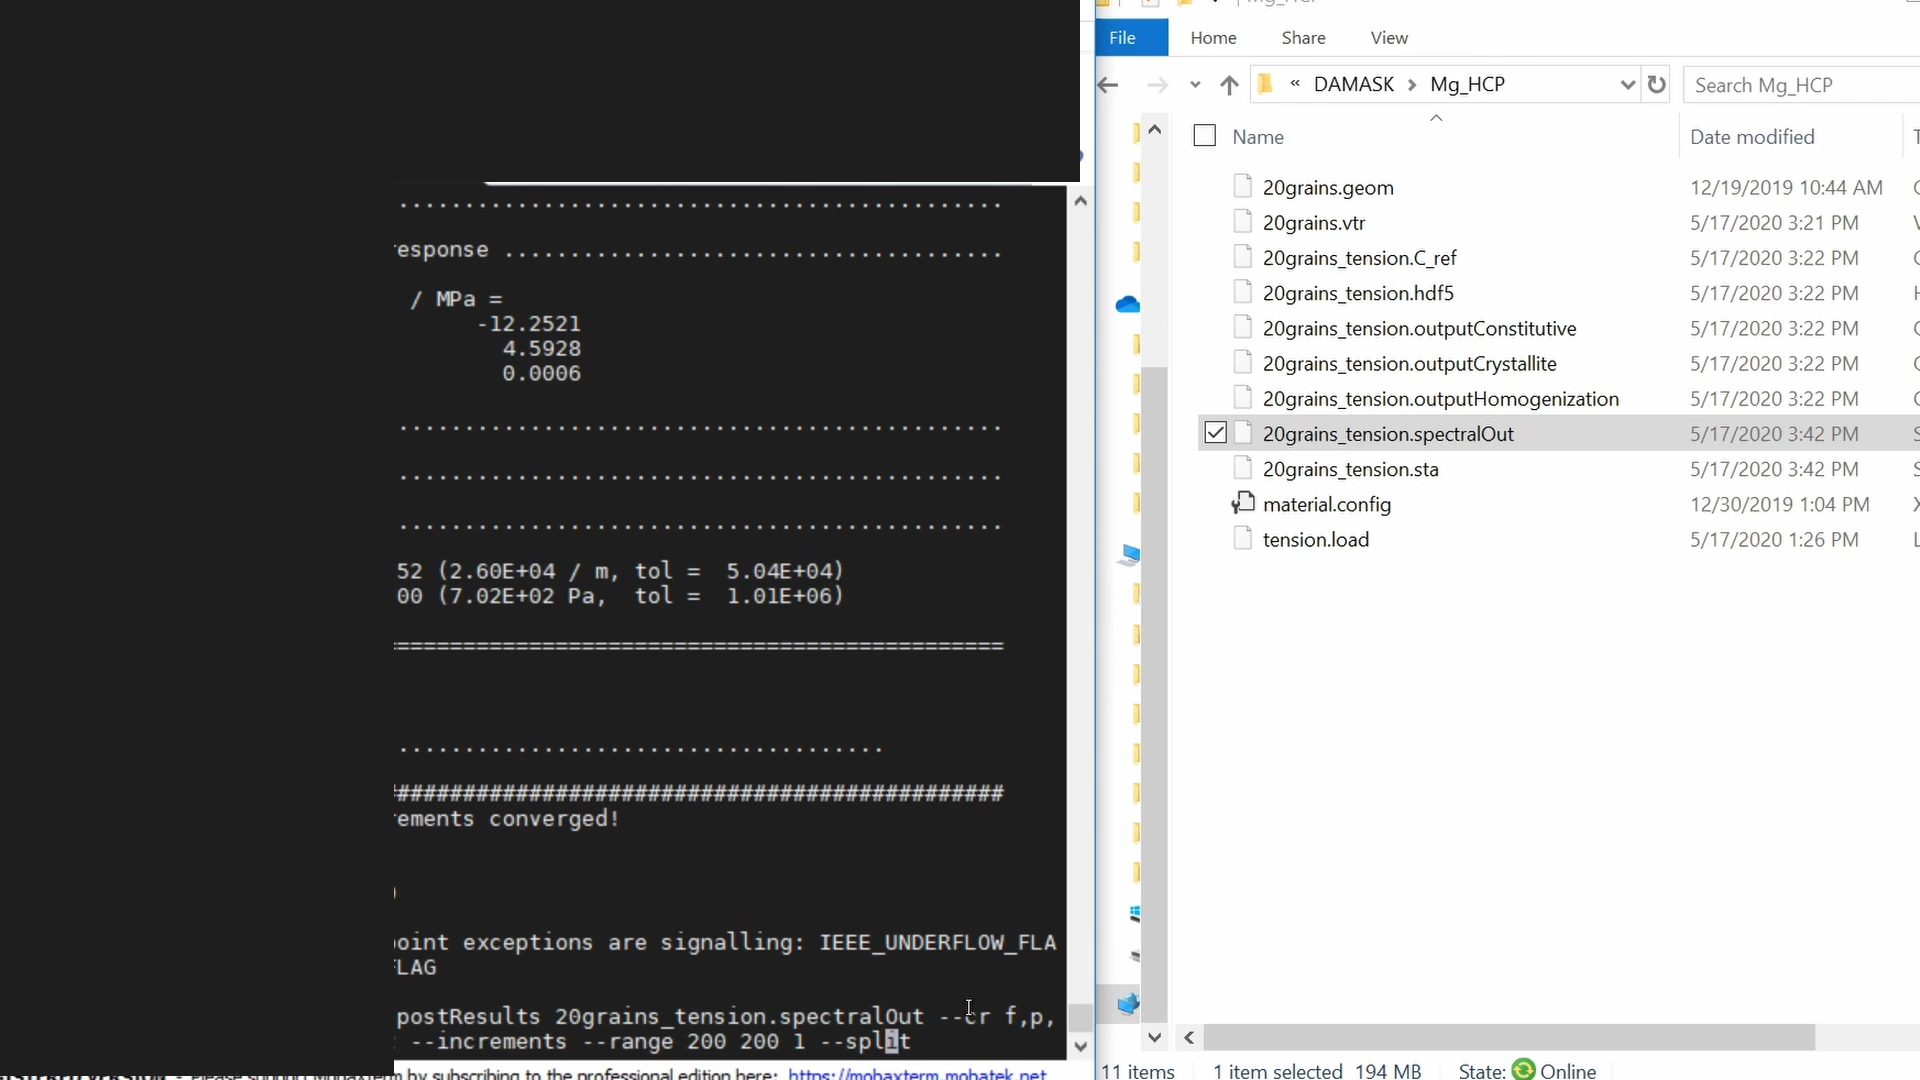 ............................................
esponse .....................................
/ MPa =
-12.2521
4.5928
0.0006
............................................
............................................
............................................
52 (2.60E+04 / m, tol =  5.04E+04)
00 (7.02E+02 Pa,  tol =  1.01E+06)
===============================================
....................................
###############################################
ements converged!
)
oint exceptions are signalling: IEEE_UNDERFLOW_FLA
FLAG
postResults 20grains_tension.spectralOut --cr f,p,
--increments --range 200 200 1 --split
by subscribing to the professional edition here: https://mobaxterm.mobatek.net
Mg_HCP
File Home Share View
« DAMASK > Mg_HCP Search Mg_HCP
Name Date modified
20grains.geom 12/19/2019 10:44 AM
20grains.vtr 5/17/2020 3:21 PM
20grains_tension.C_ref 5/17/2020 3:22 PM
20grains_tension.hdf5 5/17/2020 3:22 PM
20grains_tension.outputConstitutive 5/17/2020 3:22 PM
20grains_tension.outputCrystallite 5/17/2020 3:22 PM
20grains_tension.outputHomogenization 5/17/2020 3:22 PM
20grains_tension.spectralOut 5/17/2020 3:42 PM
20grains_tension.sta 5/17/2020 3:42 PM
material.config 12/30/2019 1:04 PM
tension.load 5/17/2020 1:26 PM
11 items 1 item selected 194 MB State: Online